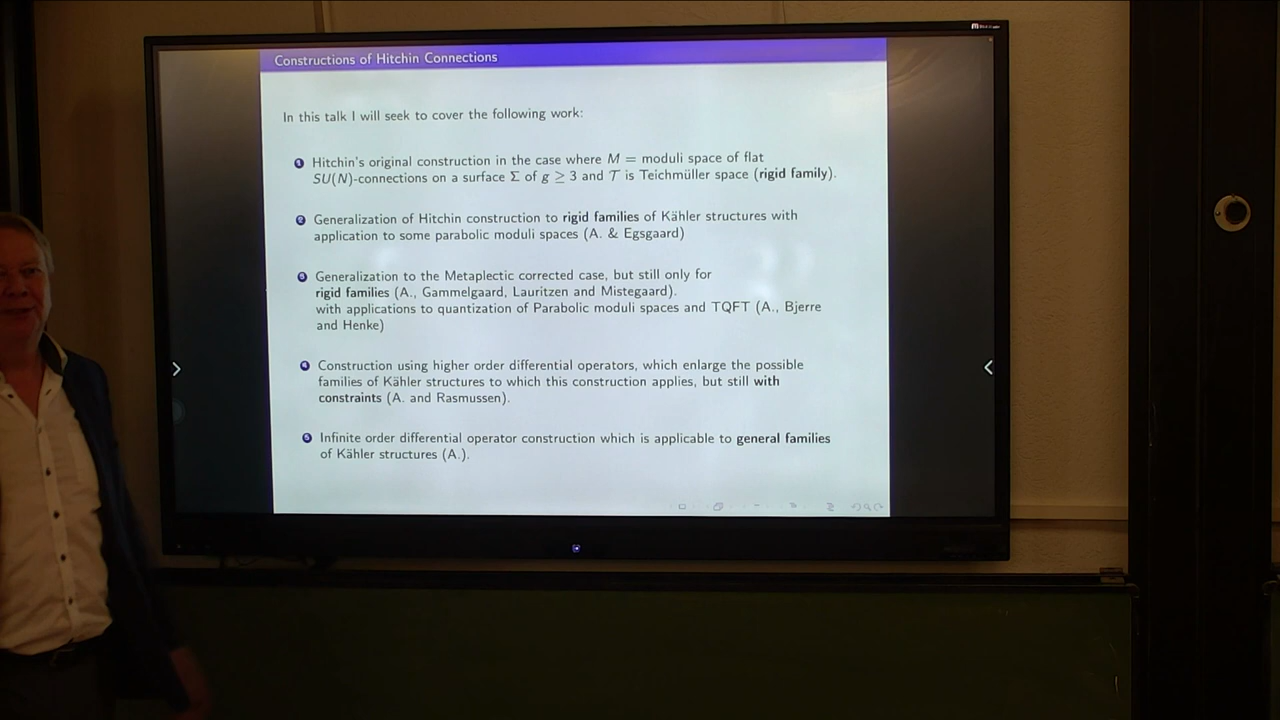 Constructions of Hitchin Connections
In this talk I will seek to cover the following work:
1 Hitchin's original construction in the case where M = moduli space of flat
SU(N)-connections on a surface Σ of g ≥ 3 and 𝒯 is Teichmüller space (rigid family).
2 Generalization of Hitchin construction to rigid families of Kähler structures with
application to some parabolic moduli spaces (A. & Egsgaard)
3 Generalization to the Metaplectic corrected case, but still only for
rigid families (A., Gammelgaard, Lauritzen and Mistegaard).
with applications to quantization of Parabolic moduli spaces and TQFT (A., Bjerre
and Henke)
4 Construction using higher order differential operators, which enlarge the possible
families of Kähler structures to which this construction applies, but still with
constraints (A. and Rasmussen).
5 Infinite order differential operator construction which is applicable to general families
of Kähler structures (A.).